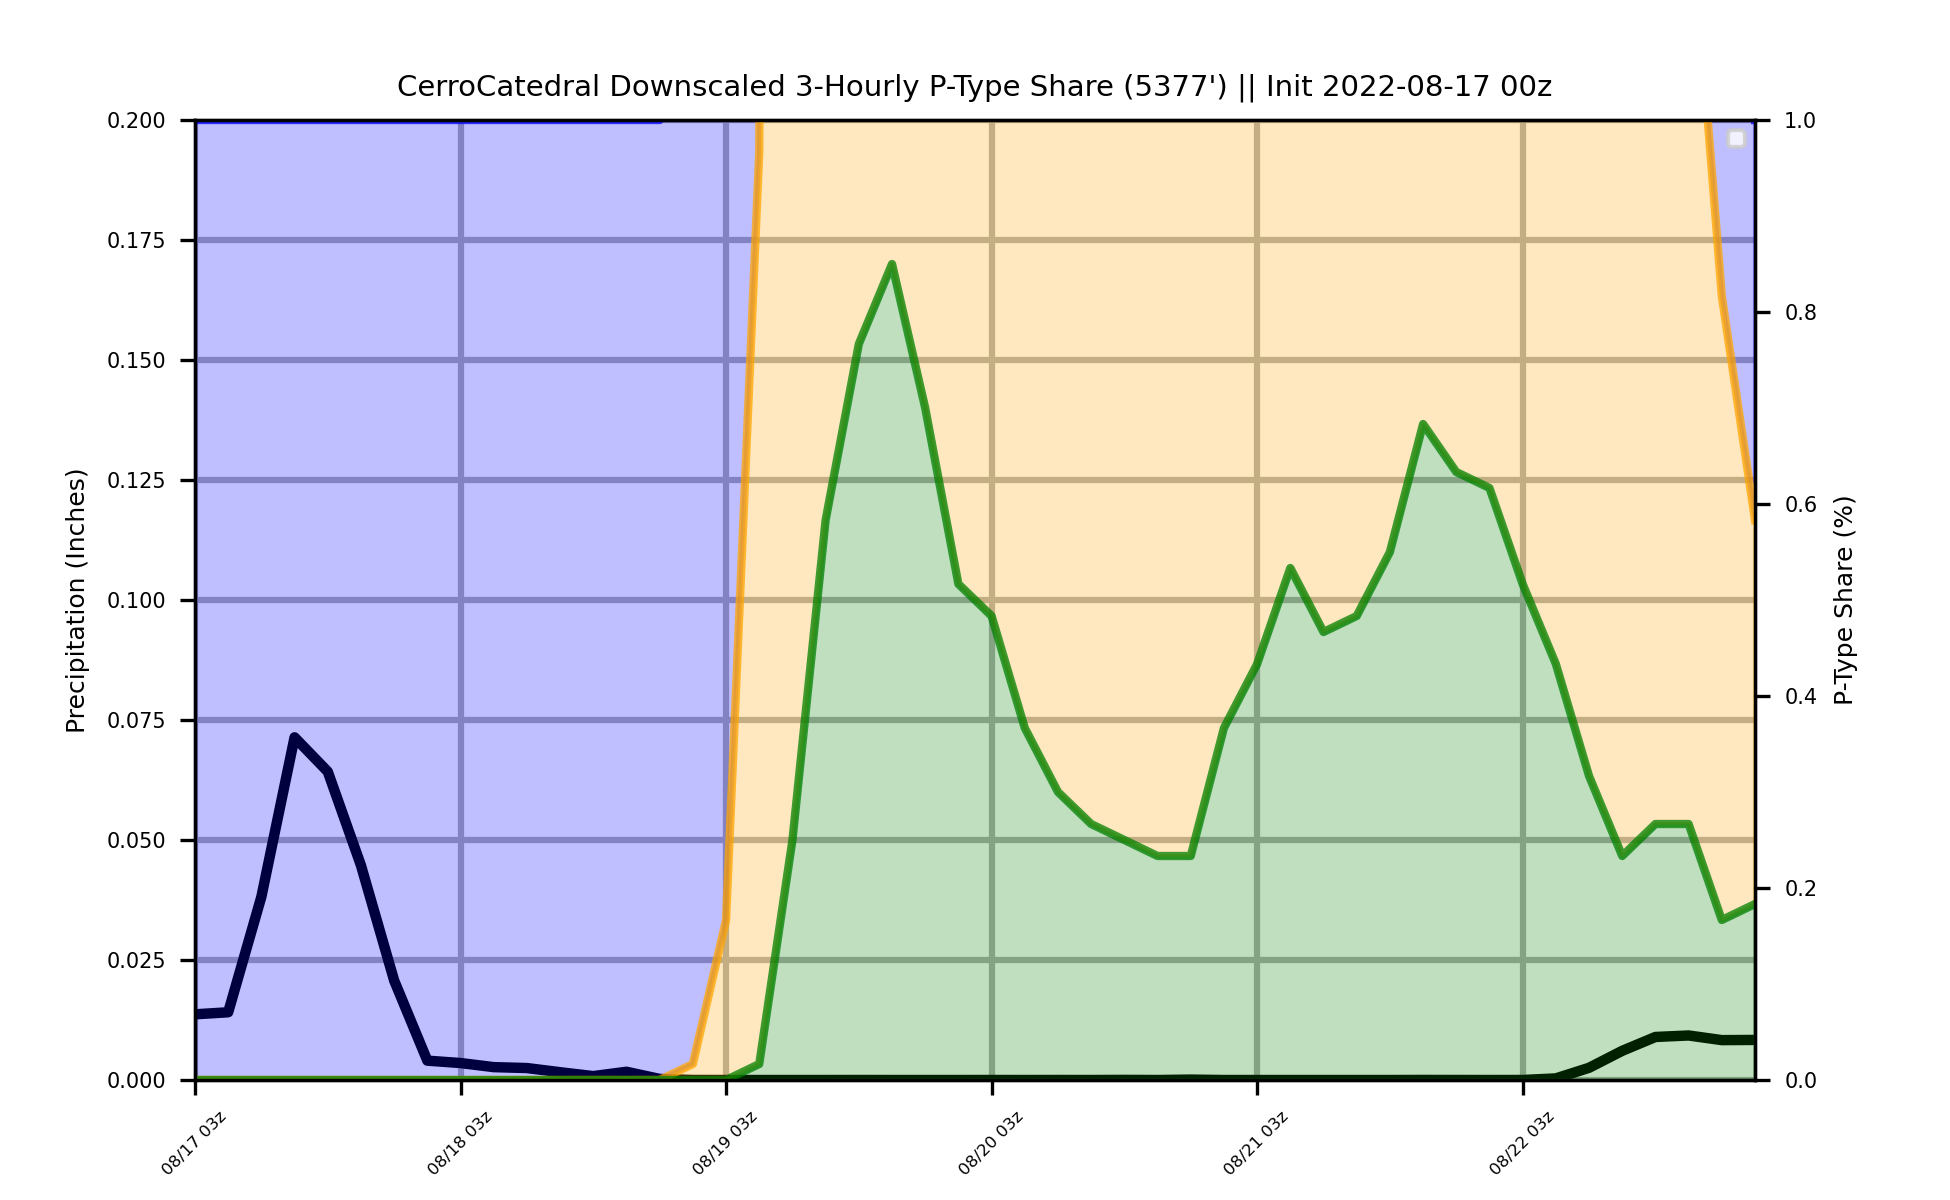 CerroCatedral Downscaled 3-Hourly P-Type Share (5377') || Init 2022-08-17 00z
Precipitation (Inches)
0.200
0.175
0.150
0.125
0.100
0.075
0.050
0.025
0.000
1.0
0.8
0.6
0.4
0.2
0.0
P-Type Share (%)
08/17 03z
08/18 03z
08/19 03z
08/20 03z
08/21 03z
08/22 03z